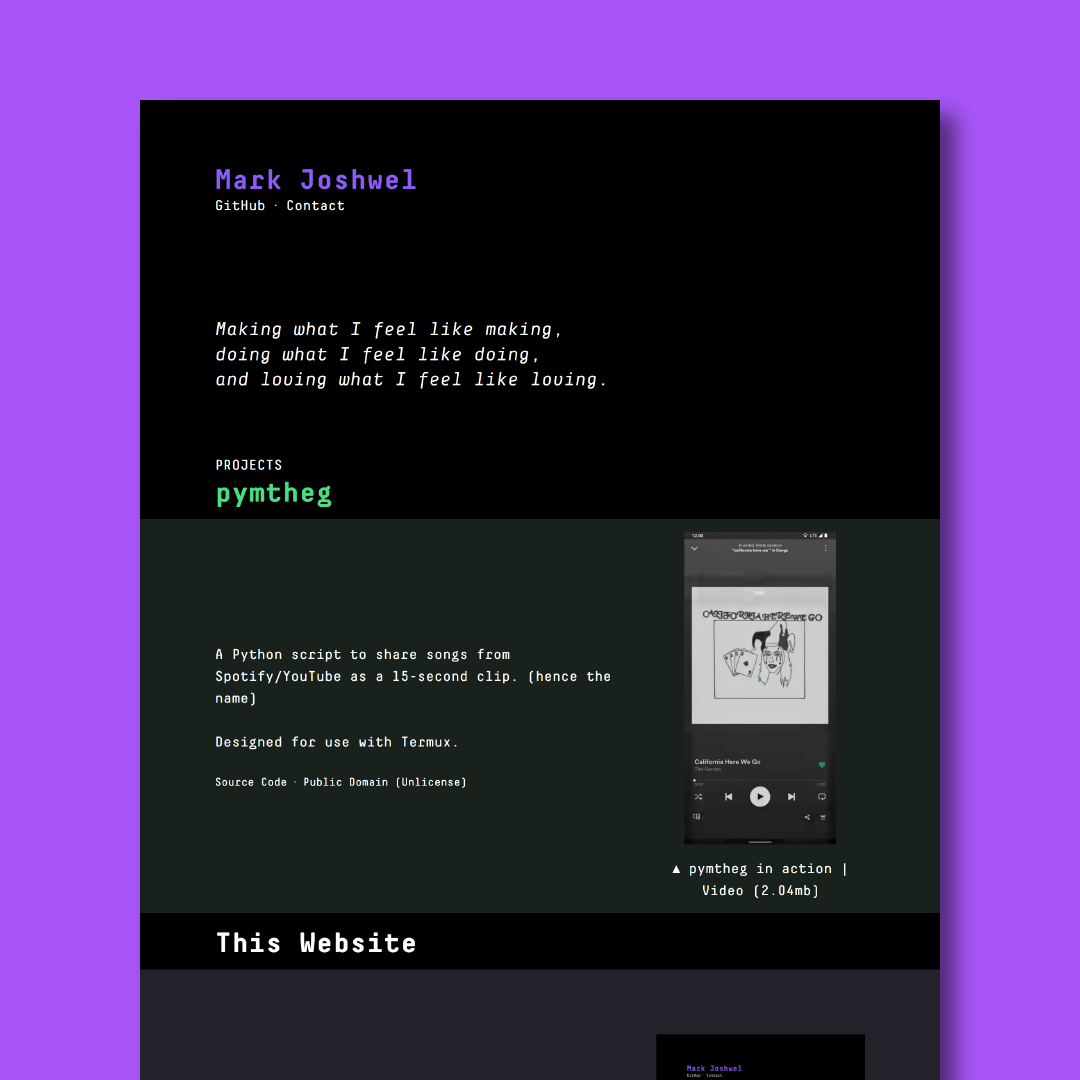 Mark Joshwel
GitHub · Contact
Making what I feel like making,
doing what I feel like doing,
and loving what I feel like loving.
PROJECTS
pymtheg
A Python script to share songs from
Spotify/YouTube as a 15-second clip. (hence the
name)
Designed for use with Termux.
Source Code · Public Domain (Unlicense)
12:00
LTE
PLAYING FROM SEARCH
"california here we " in Songs
CALIFORNIA HERE WE GO
California Here We Go
The Garden
0:00
▲ pymtheg in action |
Video (2.04mb)
This Website
Mark Joshwel
GitHub · Contact